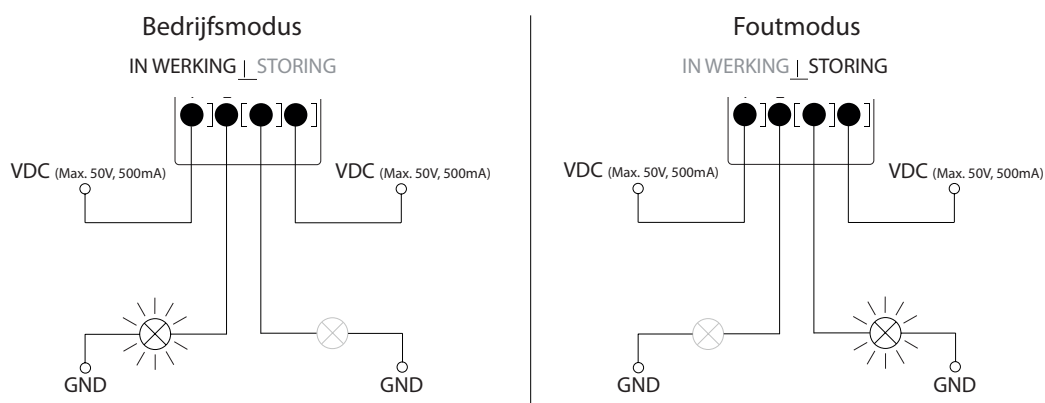 Bedrijfsmodus
IN WERKING STORING
VDC (Max. 50V, 500mA)
VDC (Max. 50V, 500mA)
GND
GND
Foutmodus
IN WERKING STORING
VDC (Max. 50V, 500mA)
VDC (Max. 50V, 500mA)
GND
GND